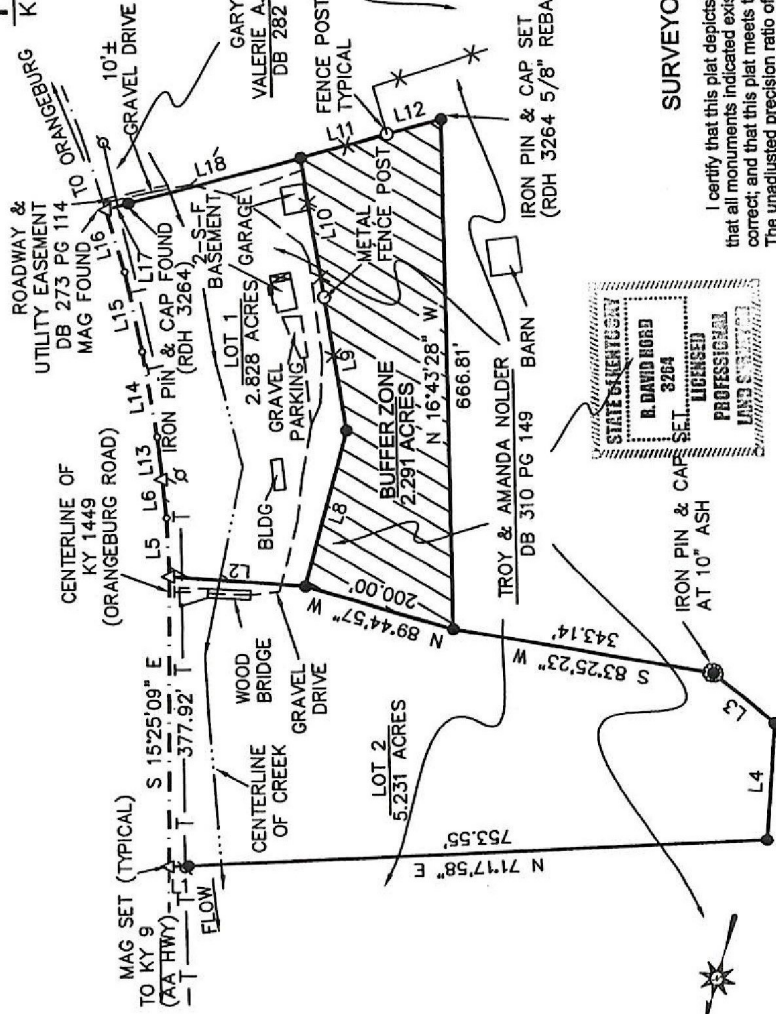 MAG SET (TYPICAL)
TO KY 9
(AA HWY)
S 15°25'09" E
377.92'
CENTERLINE OF
KY 1449
(ORANGEBURG ROAD)
ROADWAY &
UTILITY EASEMENT
DB 273 PG 114
MAG FOUND
TO ORANGEBURG
10'±
GRAVEL DRIVE
GARY
VALERIE A.
DB 282
K
L1
T
T
T
T
T
T
L5
L6
L13
L14
L15
L16
L17
L18
IRON PIN & CAP FOUND
(RDH 3264)
2-S-F
BASEMENT
GARAGE
LOT 1
2.828 ACRES
GRAVEL
PARKING
BLDG
L2
WOOD
BRIDGE
GRAVEL
DRIVE
CENTERLINE
OF CREEK
FLOW
L8
L9
L10
L11
L12
METAL
FENCE POST
FENCE POST
TYPICAL
IRON PIN & CAP SET
(RDH 3264 5/8" REBA
BUFFER ZONE
2.291 ACRES
N 89°44'57" W
200.00'
N 16°43'28" W
666.81'
BARN
TROY & AMANDA NOLDER
DB 310 PG 149
LOT 2
5.231 ACRES
S 83°25'23" W
343.14'
N 71°17'58" E
753.55'
L3
L4
IRON PIN & CAP SET
AT 10" ASH
STATE OF KENTUCKY
R. DAVID HORD
3264
LICENSED
PROFESSIONAL
LAND SURVEYOR
SURVEYO
I certify that this plat depicts
that all monuments indicated exis
correct; and that this plat meets t
The unadjusted precision ratio of